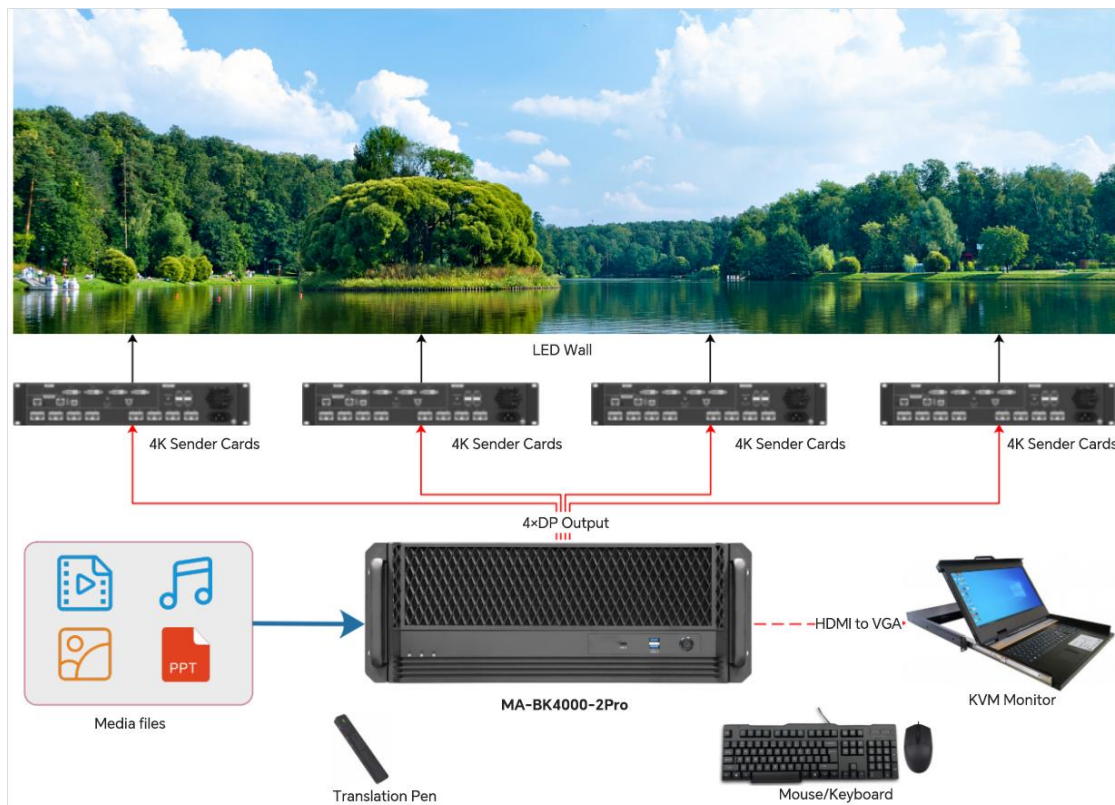 LED Wall
4K Sender Cards
4K Sender Cards
4K Sender Cards
4K Sender Cards
4×DP Output
PPT
Media files
MA-BK4000-2Pro
HDMI to VGA
KVM Monitor
Translation Pen
Mouse/Keyboard